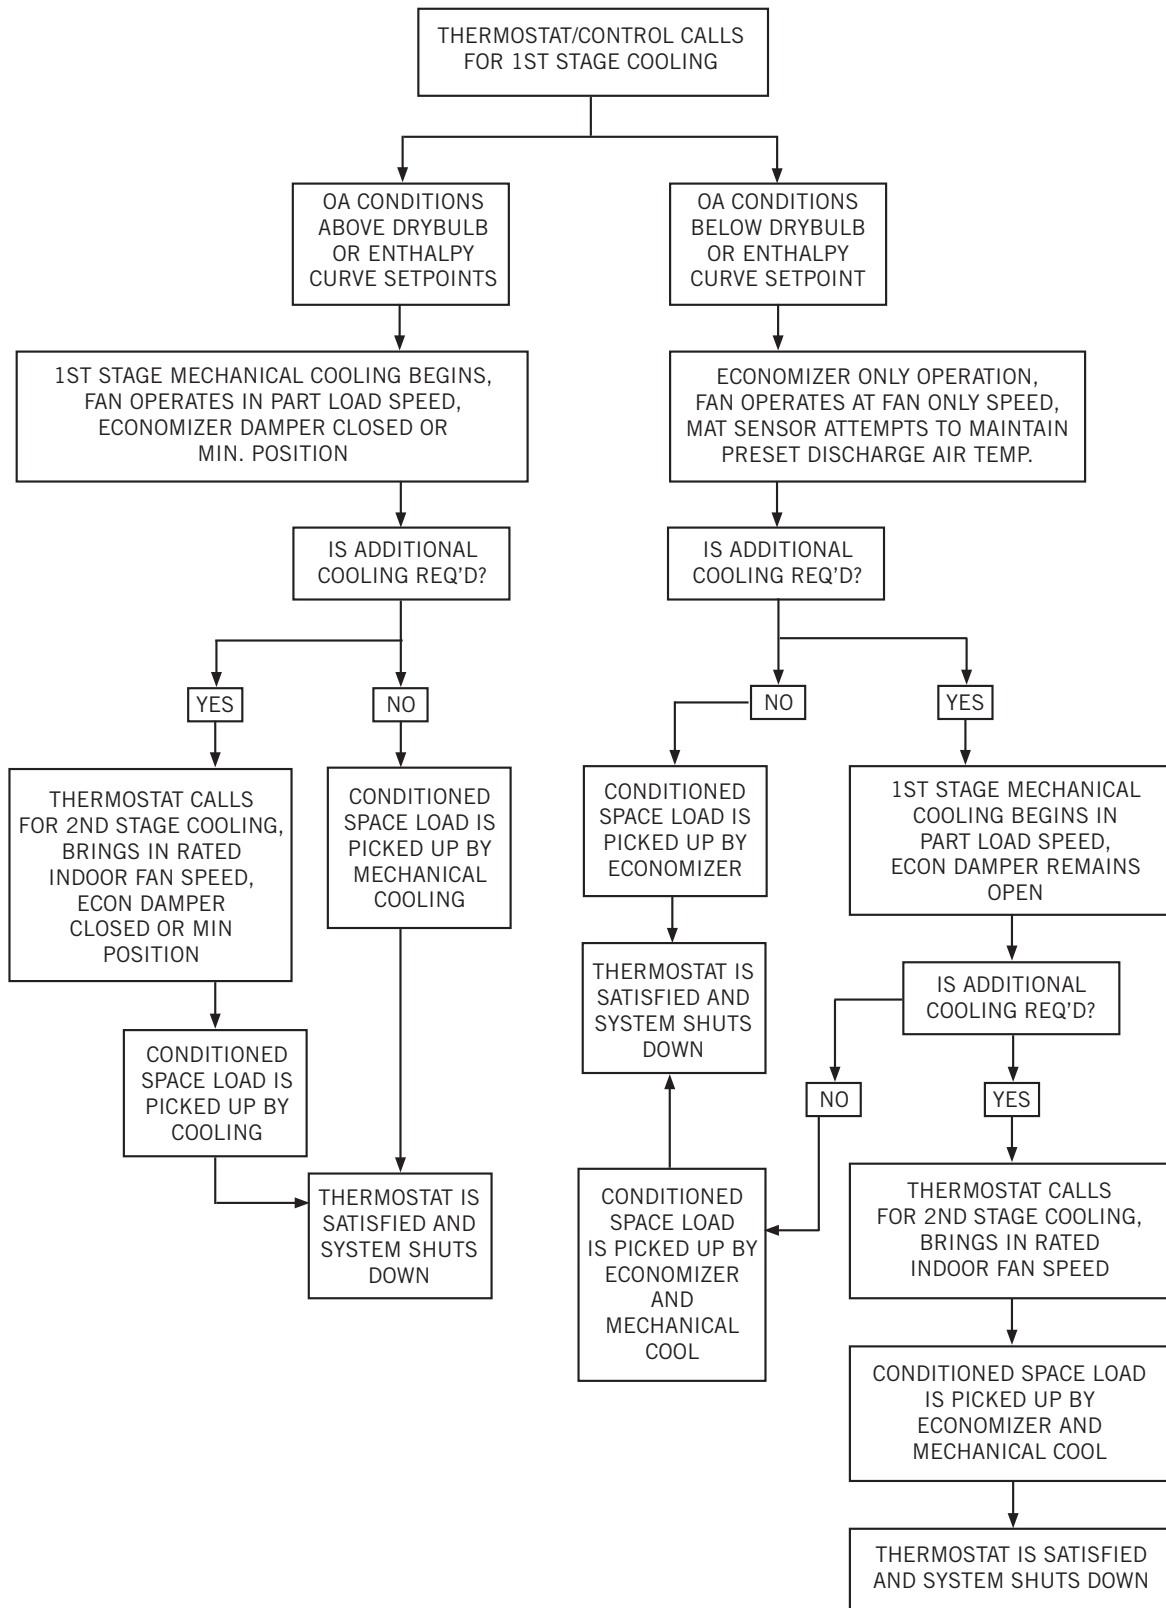 THERMOSTAT/CONTROL CALLS
FOR 1ST STAGE COOLING
OA CONDITIONS
ABOVE DRYBULB
OR ENTHALPY
CURVE SETPOINTS
OA CONDITIONS
BELOW DRYBULB
OR ENTHALPY
CURVE SETPOINT
1ST STAGE MECHANICAL COOLING BEGINS,
FAN OPERATES IN PART LOAD SPEED,
ECONOMIZER DAMPER CLOSED OR
MIN. POSITION
ECONOMIZER ONLY OPERATION,
FAN OPERATES AT FAN ONLY SPEED,
MAT SENSOR ATTEMPTS TO MAINTAIN
PRESET DISCHARGE AIR TEMP.
IS ADDITIONAL
COOLING REQ’D?
IS ADDITIONAL
COOLING REQ’D?
YES
NO
NO
YES
THERMOSTAT CALLS
FOR 2ND STAGE COOLING,
BRINGS IN RATED
INDOOR FAN SPEED,
ECON DAMPER
CLOSED OR MIN
POSITION
CONDITIONED
SPACE LOAD IS
PICKED UP BY
MECHANICAL
COOLING
CONDITIONED
SPACE LOAD IS
PICKED UP BY
ECONOMIZER
1ST STAGE MECHANICAL
COOLING BEGINS IN
PART LOAD SPEED,
ECON DAMPER REMAINS
OPEN
THERMOSTAT IS
SATISFIED AND
SYSTEM SHUTS
DOWN
IS ADDITIONAL
COOLING REQ’D?
CONDITIONED
SPACE LOAD IS
PICKED UP BY
COOLING
NO
YES
THERMOSTAT IS
SATISFIED AND
SYSTEM SHUTS
DOWN
CONDITIONED
SPACE LOAD
IS PICKED UP BY
ECONOMIZER
AND
MECHANICAL
COOL
THERMOSTAT CALLS
FOR 2ND STAGE COOLING,
BRINGS IN RATED
INDOOR FAN SPEED
CONDITIONED SPACE LOAD
IS PICKED UP BY
ECONOMIZER AND
MECHANICAL COOL
THERMOSTAT IS SATISFIED
AND SYSTEM SHUTS DOWN